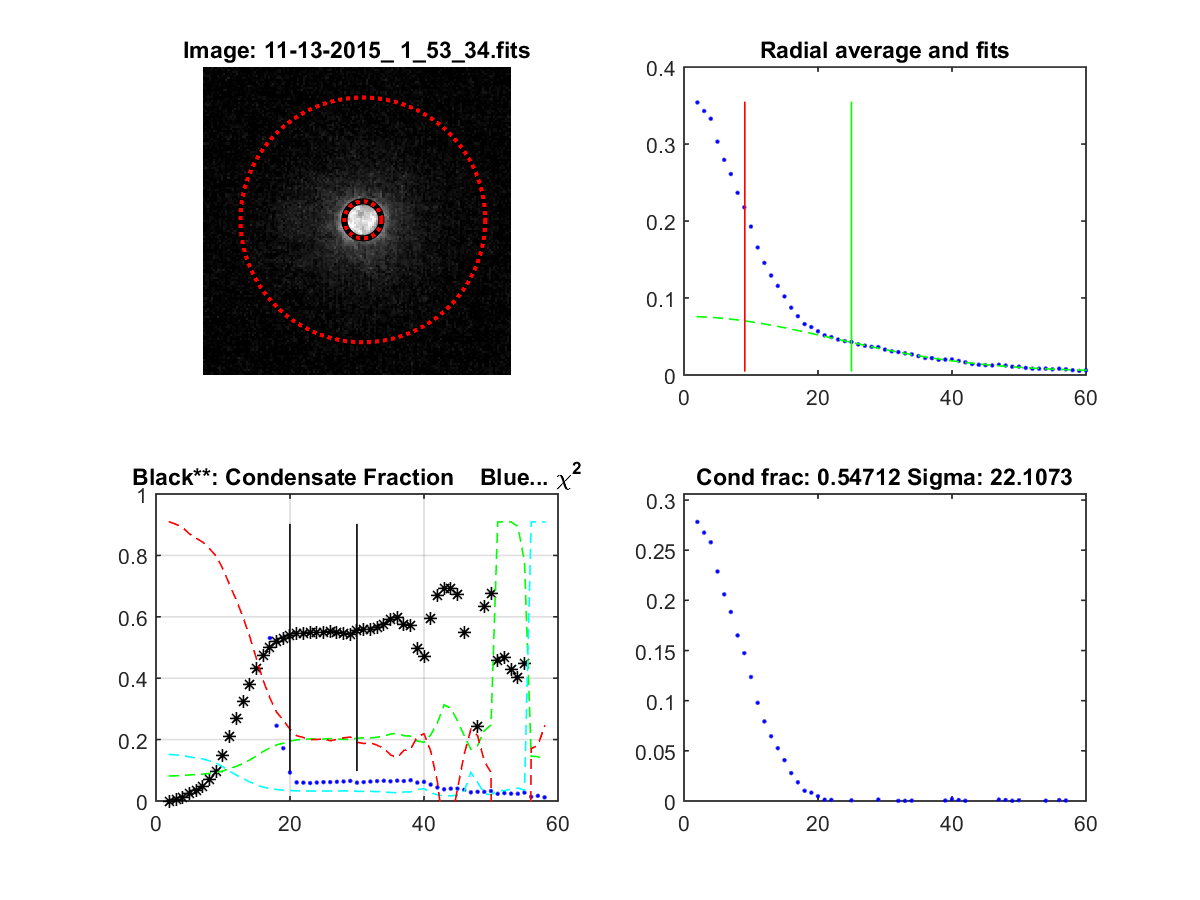 Image: 11-13-2015_ 1_53_34.fits
Radial average and fits
0.4
0.3
0.2
0.1
0
0 20 40 60
Black**: Condensate Fraction Blue... χ²
1
0.8
0.6
0.4
0.2
0
0 20 40 60
Cond frac: 0.54712 Sigma: 22.1073
0.3
0.25
0.2
0.15
0.1
0.05
0
0 20 40 60